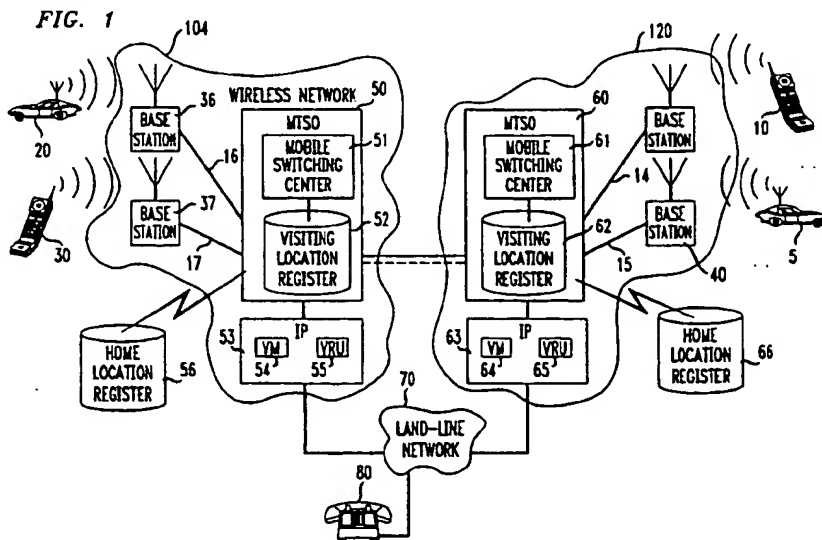 FIG. 1
104
120
WIRELESS NETWORK
50
60
MTSO
MTSO
20
BASE
STATION
36
16
51
MOBILE
SWITCHING
CENTER
61
MOBILE
SWITCHING
CENTER
14
BASE
STATION
10
30
BASE
STATION
37
17
52
VISITING
LOCATION
REGISTER
62
VISITING
LOCATION
REGISTER
15
BASE
STATION
40
5
HOME
LOCATION
REGISTER
56
53
IP
VM
VRU
54
55
63
IP
VM
VRU
64
65
HOME
LOCATION
REGISTER
66
70
LAND-LINE
NETWORK
80